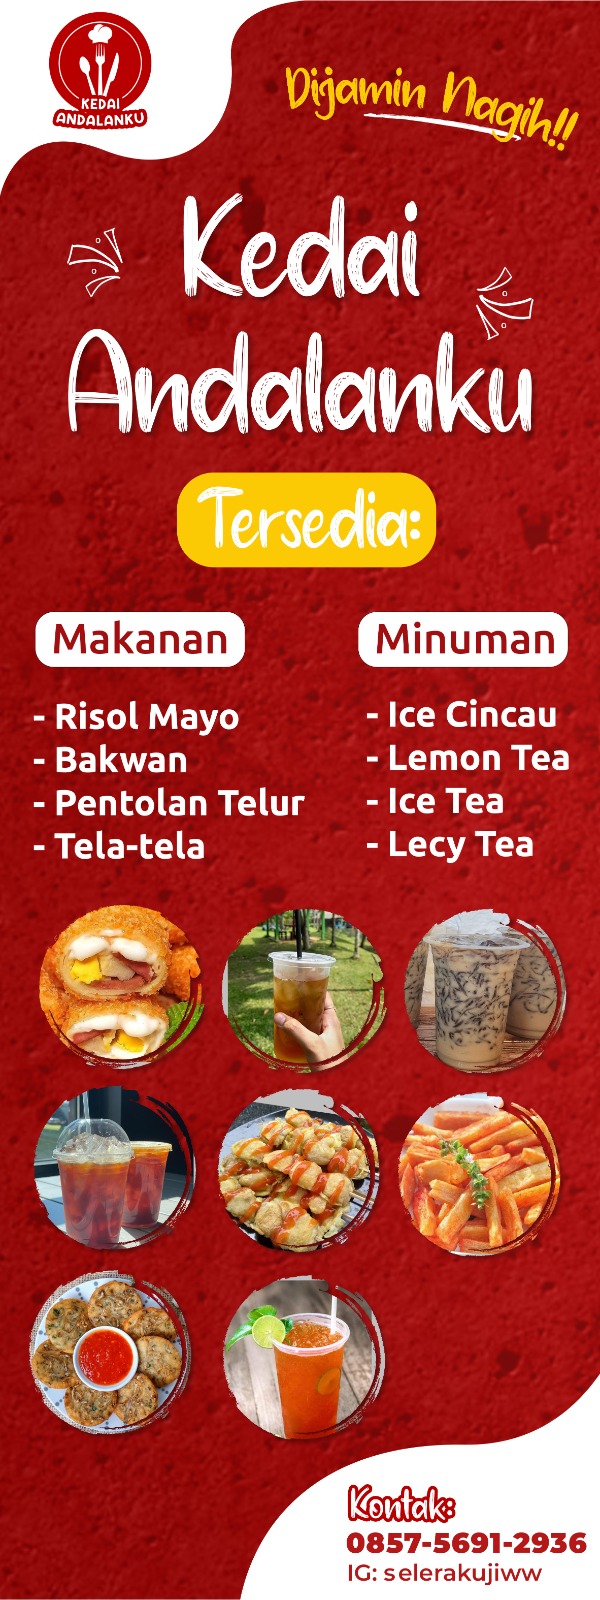 KEDAI
ANDALANKU
Dijamin Nagih!!
Kedai
Andalanku
Tersedia:
Makanan
- Risol Mayo
- Bakwan
- Pentolan Telur
- Tela-tela
Minuman
- Ice Cincau
- Lemon Tea
- Ice Tea
- Lecy Tea
Kontak:
0857-5691-2936
IG: selerakujiww